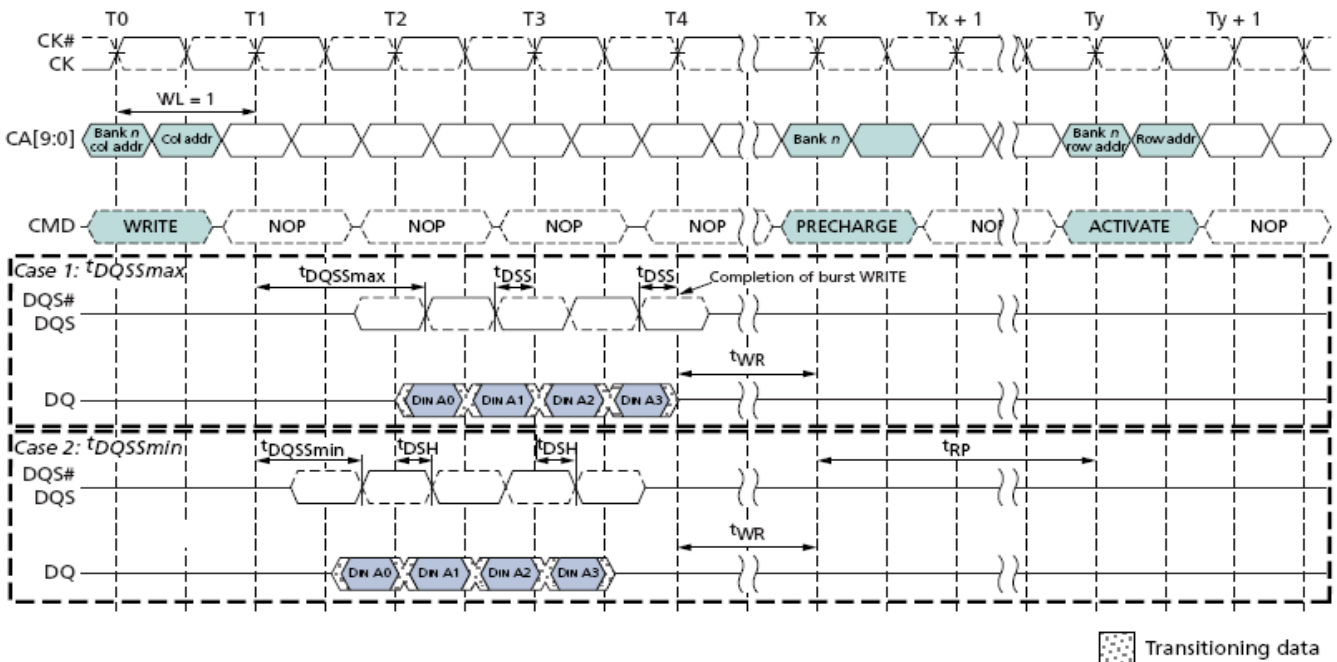 T0 T1 T2 T3 T4 Tx Tx + 1 Ty Ty + 1
CK#
CK
WL = 1
CA[9:0] Bank n col addr Col addr Bank n Bank n row addr Row addr
CMD WRITE NOP NOP NOP NOP PRECHARGE NOP ACTIVATE NOP
Case 1: tDQSSmax
tDQSSmax tDSS tDSS Completion of burst WRITE
DQS#
DQS
tWR
DQ DIN A0 DIN A1 DIN A2 DIN A3
Case 2: tDQSSmin
tDQSSmin tDSH tDSH tRP
DQS#
DQS
tWR
DQ DIN A0 DIN A1 DIN A2 DIN A3
Transitioning data